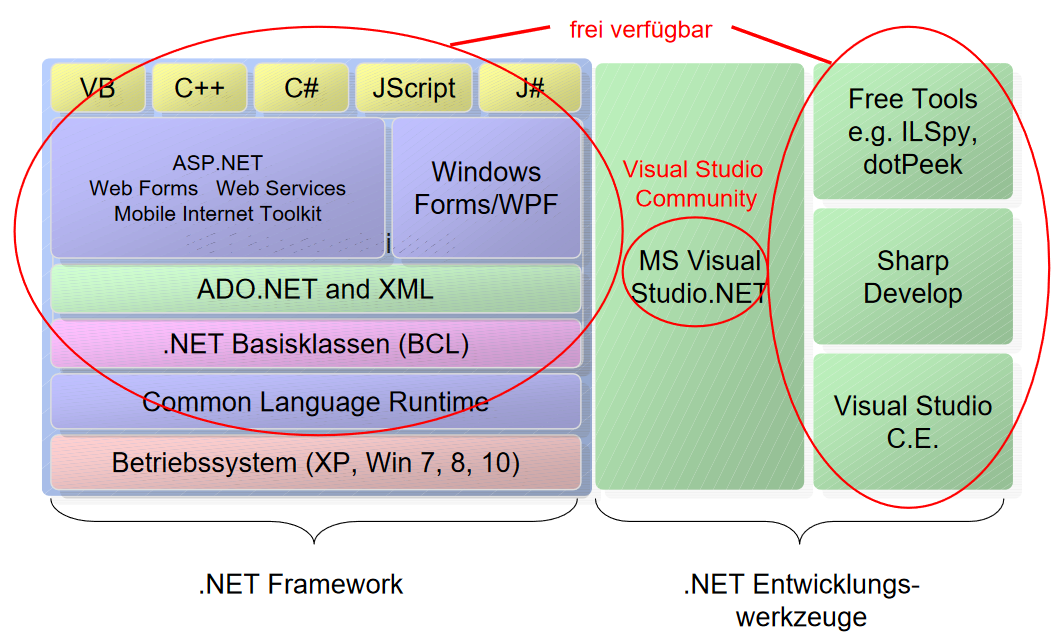 frei verfügbar
VB
C++
C#
JScript
J#
ASP.NET
Web Forms Web Services
Mobile Internet Toolkit
Windows
Forms/WPF
ADO.NET and XML
.NET Basisklassen (BCL)
Common Language Runtime
Betriebssystem (XP, Win 7, 8, 10)
.NET Framework
Visual Studio
Community
MS Visual
Studio.NET
Free Tools
e.g. ILSpy,
dotPeek
Sharp
Develop
Visual Studio
C.E.
.NET Entwicklungs-
werkzeuge